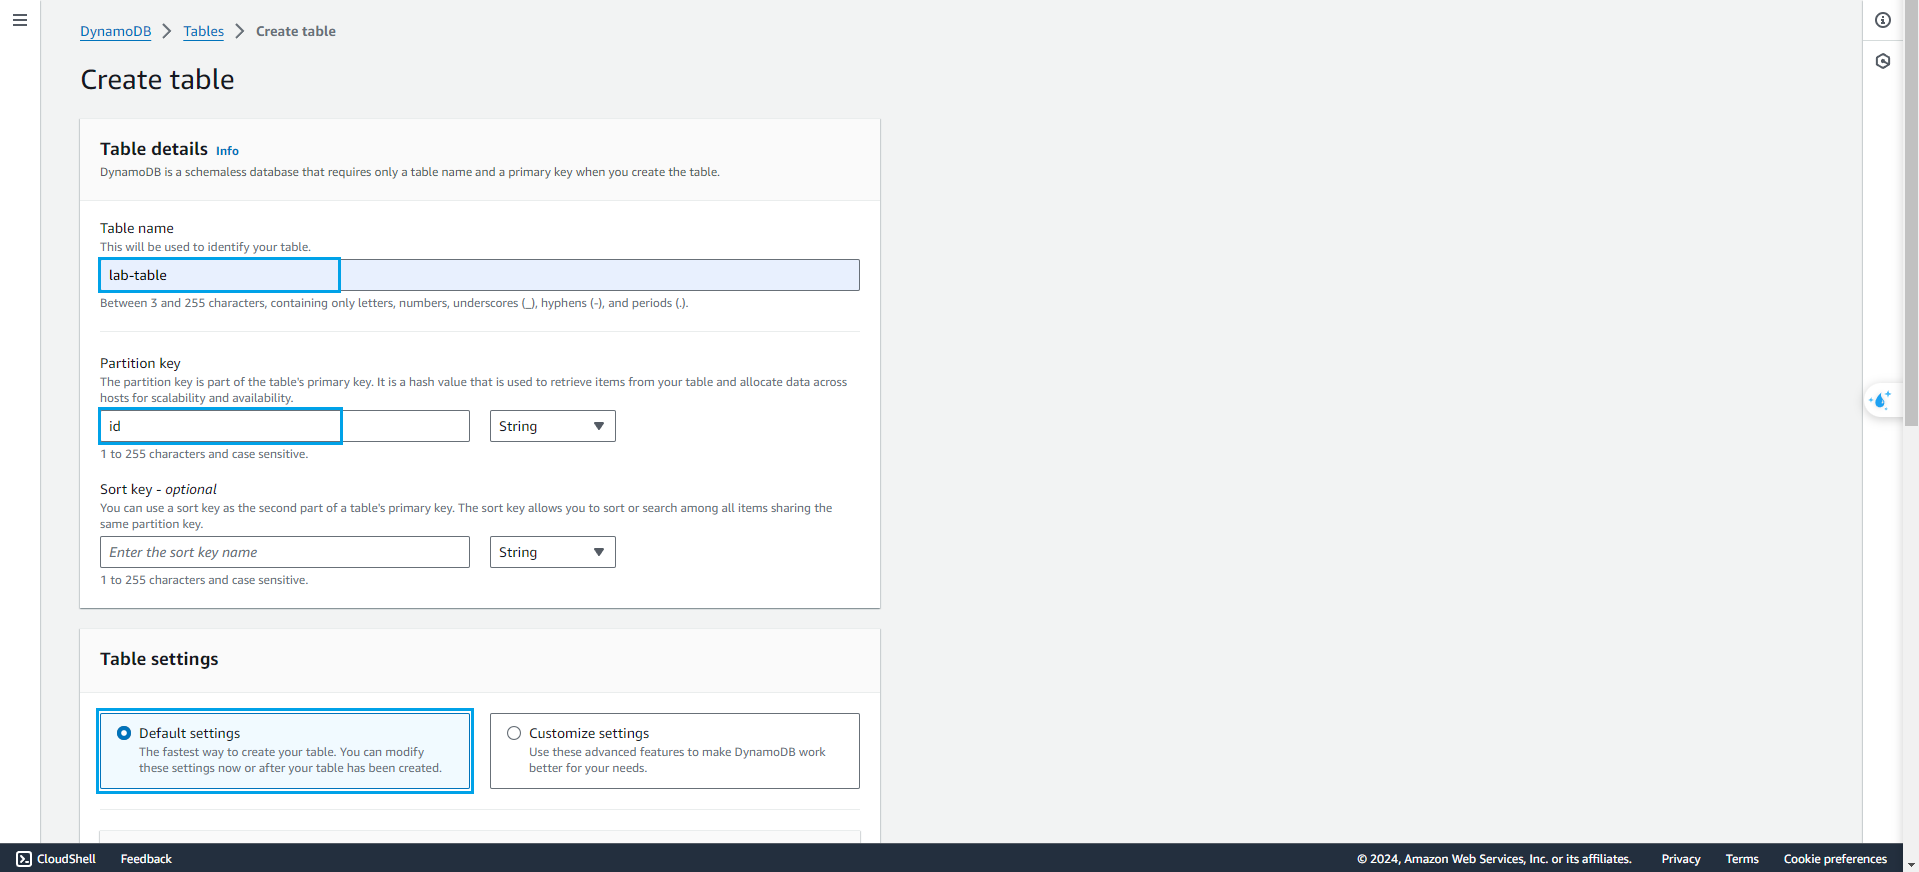 DynamoDB > Tables > Create table
Create table
Table details Info
DynamoDB is a schemaless database that requires only a table name and a primary key when you create the table.
Table name
This will be used to identify your table.
lab-table
Between 3 and 255 characters, containing only letters, numbers, underscores (_), hyphens (-), and periods (.).
Partition key
The partition key is part of the table's primary key. It is a hash value that is used to retrieve items from your table and allocate data across
hosts for scalability and availability.
id
String
1 to 255 characters and case sensitive.
Sort key - optional
You can use a sort key as the second part of a table's primary key. The sort key allows you to sort or search among all items sharing the
same partition key.
Enter the sort key name
String
1 to 255 characters and case sensitive.
Table settings
Default settings
The fastest way to create your table. You can modify
these settings now or after your table has been created.
Customize settings
Use these advanced features to make DynamoDB work
better for your needs.
CloudShell Feedback © 2024, Amazon Web Services, Inc. or its affiliates. Privacy Terms Cookie preferences